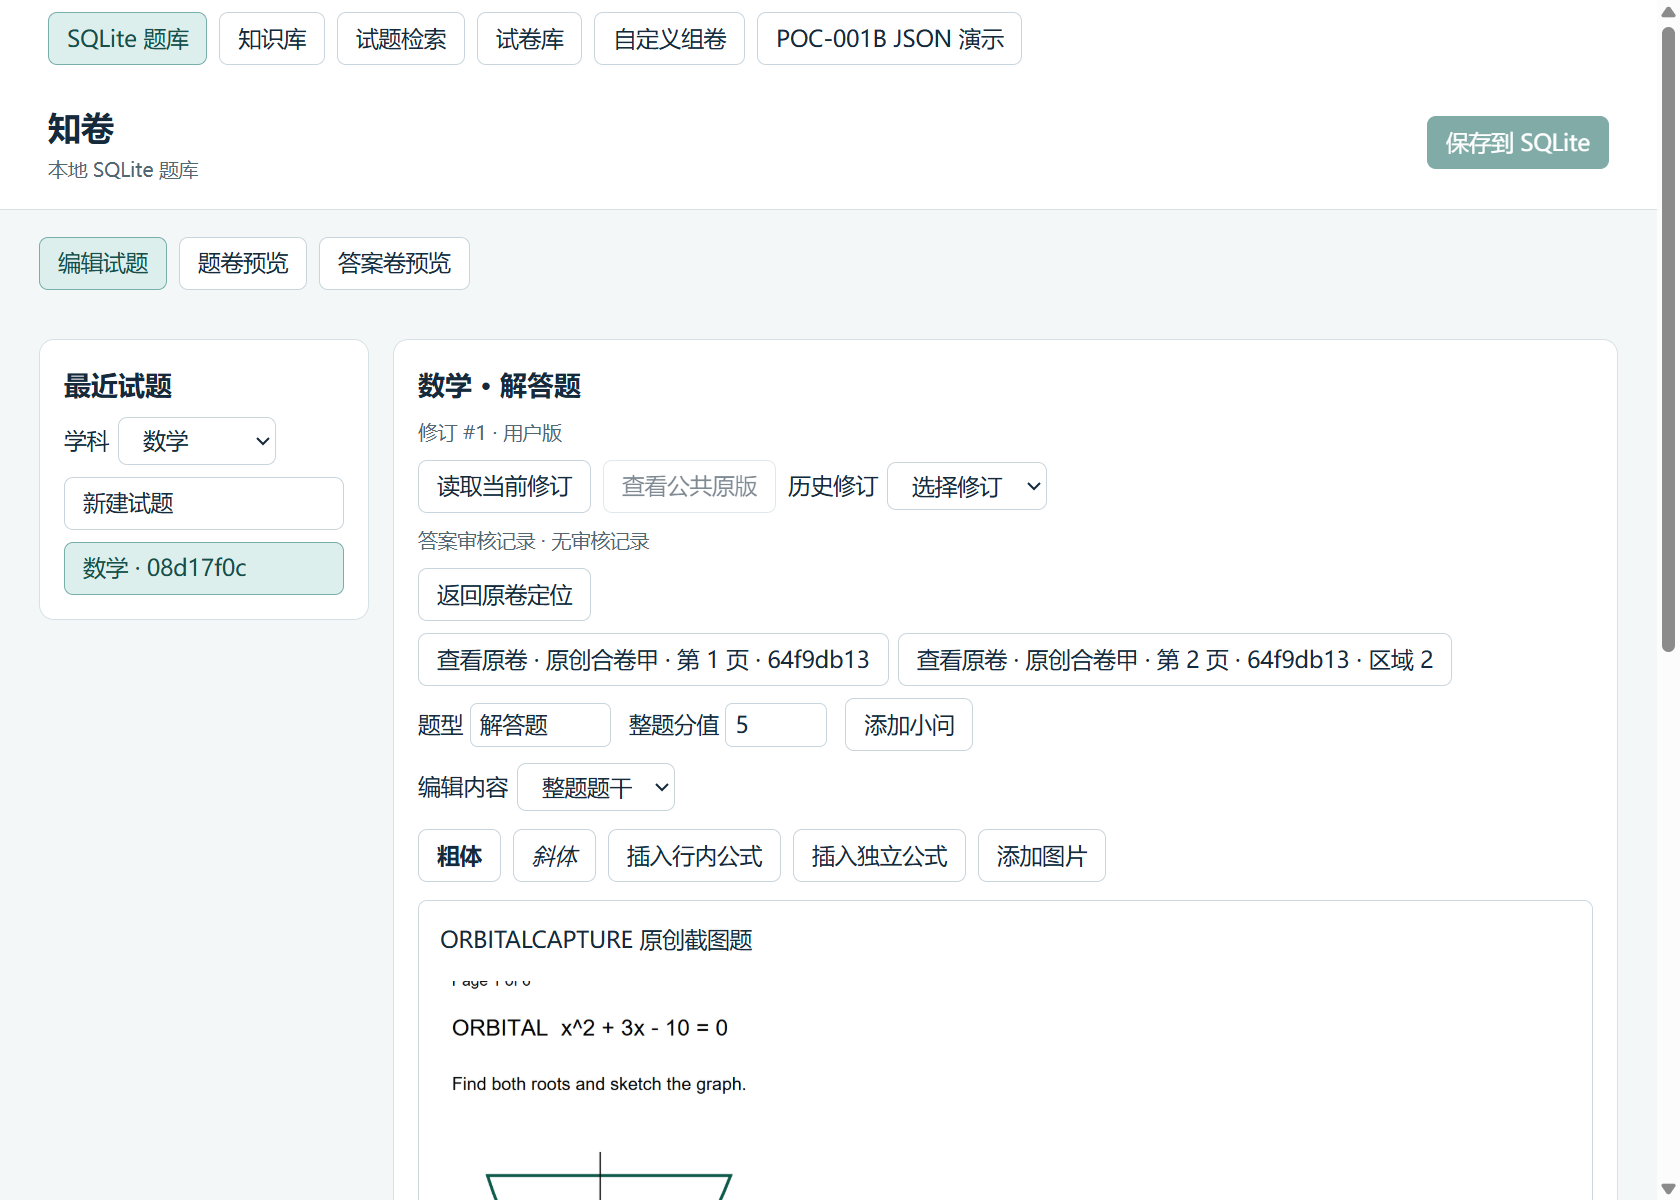 SQLite 题库 知识库 试题检索 试卷库 自定义组卷 POC-001B JSON 演示
知卷
本地 SQLite 题库
保存到 SQLite
编辑试题 题卷预览 答案卷预览
最近试题
学科 数学
新建试题
数学 · 08d17f0c
数学 • 解答题
修订 #1 · 用户版
读取当前修订 查看公共原版 历史修订 选择修订
答案审核记录 · 无审核记录
返回原卷定位
查看原卷 · 原创合卷甲 · 第 1 页 · 64f9db13 查看原卷 · 原创合卷甲 · 第 2 页 · 64f9db13 · 区域 2
题型 解答题 整题分值 5 添加小问
编辑内容 整题题干
粗体 斜体 插入行内公式 插入独立公式 添加图片
ORBITALCAPTURE 原创截图题
Page 1 of 6
ORBITAL x^2 + 3x - 10 = 0
Find both roots and sketch the graph.